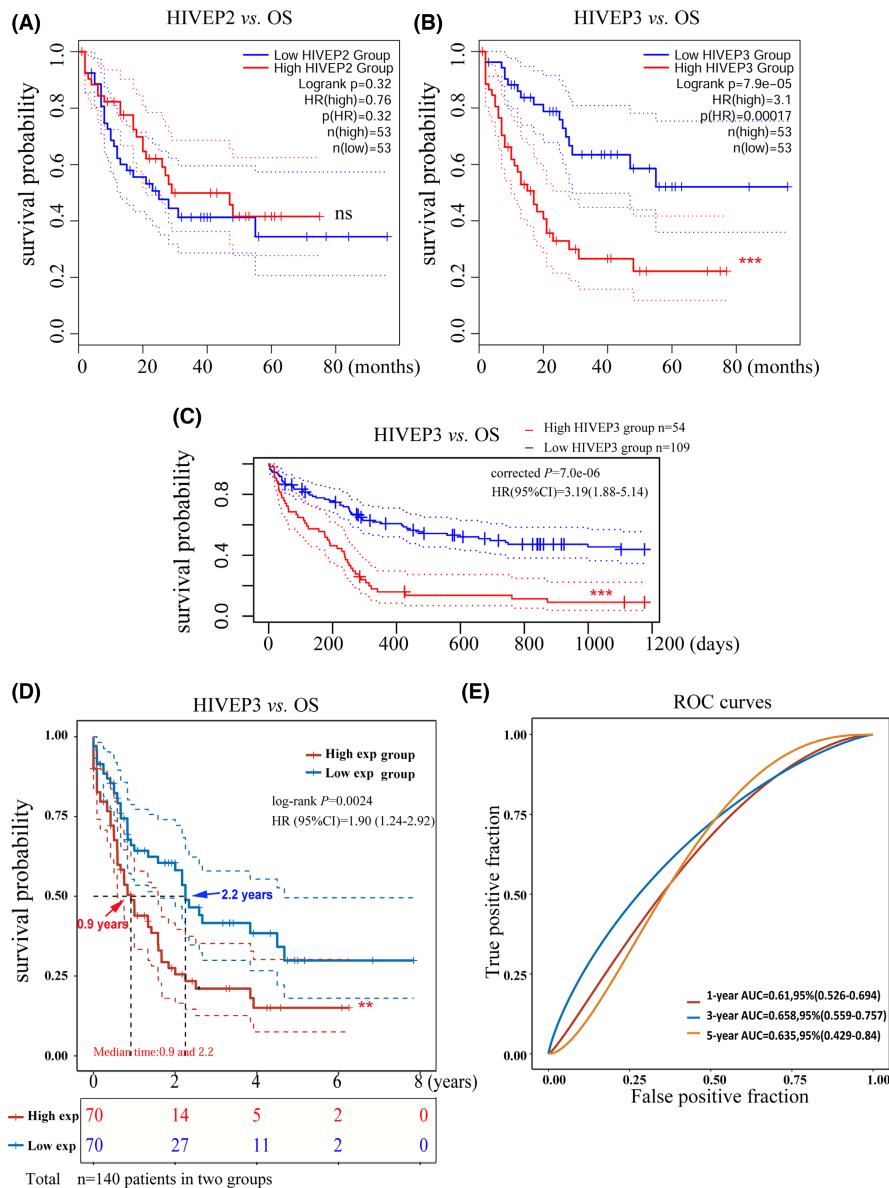 (A)
HIVEP2 vs. OS
Low HIVEP2 Group
High HIVEP2 Group
Logrank p=0.32
HR(high)=0.76
p(HR)=0.32
n(high)=53
n(low)=53
ns
survival probability
0.0 0.2 0.4 0.6 0.8 1.0
0 20 40 60 80 (months)
(B)
HIVEP3 vs. OS
Low HIVEP3 Group
High HIVEP3 Group
Logrank p=7.9e−05
HR(high)=3.1
p(HR)=0.00017
n(high)=53
n(low)=53
***
survival probability
0.0 0.2 0.4 0.6 0.8 1.0
0 20 40 60 80 (months)
(C)
HIVEP3 vs. OS
High HIVEP3 group n=54
Low HIVEP3 group n=109
corrected P=7.0e-06
HR(95%CI)=3.19(1.88-5.14)
***
survival probability
0.0 0.4 0.8
0 200 400 600 800 1000 1200 (days)
(D)
HIVEP3 vs. OS
High exp group
Low exp group
log-rank P=0.0024
HR (95%CI)=1.90 (1.24-2.92)
2.2 years
0.9 years
**
Median time:0.9 and 2.2
survival probability
1.00
0.75
0.50
0.25
0.00
0 2 4 6 8 (years)
High exp 70 14 5 2 0
Low exp 70 27 11 2 0
Total n=140 patients in two groups
(E)
ROC curves
True positive fraction
1.00
0.75
0.50
0.25
0.00
1-year AUC=0.61,95%(0.526-0.694)
3-year AUC=0.658,95%(0.559-0.757)
5-year AUC=0.635,95%(0.429-0.84)
0.00 0.25 0.50 0.75 1.00
False positive fraction